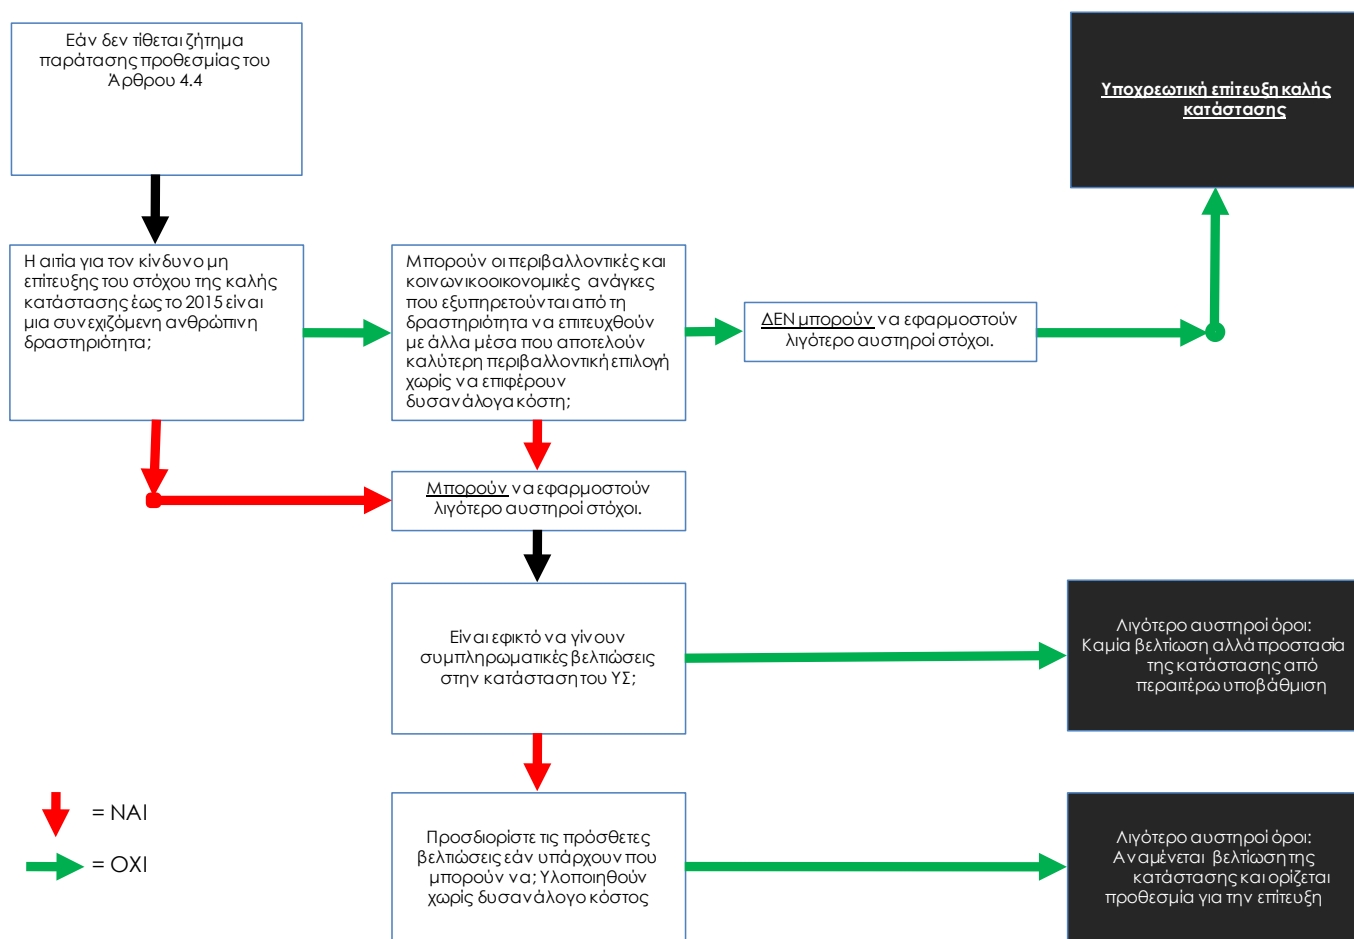 Εάν δεν τίθεται ζήτημα
παράτασης προθεσμίας του
Άρθρου 4.4
Υποχρεωτική επίτευξη καλής
κατάστασης
Η αιτία για τον κίνδυνο μη
επίτευξης του στόχου της καλής
κατάστασης έως το 2015 είναι
μια συνεχιζόμενη ανθρώπινη
δραστηριότητα;
Μπορούν οι περιβαλλοντικές και
κοινωνικοοικονομικές ανάγκες
που εξυπηρετούνται από τη
δραστηριότητα να επιτευχθούν
με άλλα μέσα που αποτελούν
καλύτερη περιβαλλοντική επιλογή
χωρίς να επιφέρουν
δυσανάλογα κόστη;
ΔΕΝ μπορούν να εφαρμοστούν
λιγότερο αυστηροί στόχοι.
Μπορούν να εφαρμοστούν
λιγότερο αυστηροί στόχοι.
Είναι εφικτό να γίνουν
συμπληρωματικές βελτιώσεις
στην κατάσταση του ΥΣ;
Λιγότερο αυστηροί όροι:
Καμία βελτίωση αλλά προστασία
της κατάστασης από
περαιτέρω υποβάθμιση
= ΝΑΙ
= ΟΧΙ
Προσδιορίστε τις πρόσθετες
βελτιώσεις εάν υπάρχουν που
μπορούν να; Υλοποιηθούν
χωρίς δυσανάλογο κόστος
Λιγότερο αυστηροί όροι:
Αναμένεται βελτίωση της
κατάστασης και ορίζεται
προθεσμία για την επίτευξη